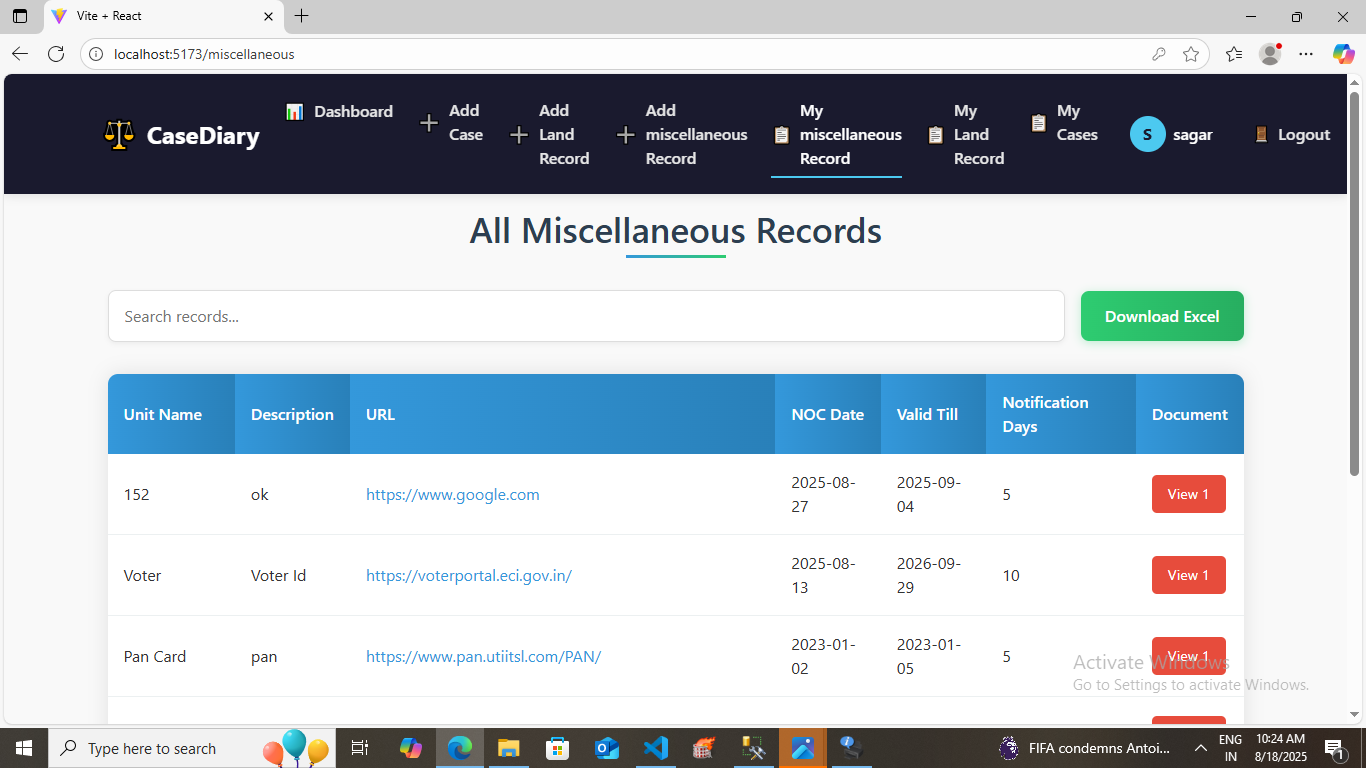 Vite + React
localhost:5173/miscellaneous
CaseDiary
Dashboard
Add
Case
Add
Land
Record
Add
miscellaneous
Record
My
miscellaneous
Record
My
Land
Record
My
Cases
S
sagar
Logout
All Miscellaneous Records
Search records...
Download Excel
Unit Name
Description
URL
NOC Date
Valid Till
Notification
Days
Document
152
ok
https://www.google.com
2025-08-
27
2025-09-
04
5
View 1
Voter
Voter Id
https://voterportal.eci.gov.in/
2025-08-
13
2026-09-
29
10
View 1
Pan Card
pan
https://www.pan.utiitsl.com/PAN/
2023-01-
02
2023-01-
05
5
View 1
Activate Windows
Go to Settings to activate Windows.
Type here to search
FIFA condemns Antoi...
ENG
IN
10:24 AM
8/18/2025
1